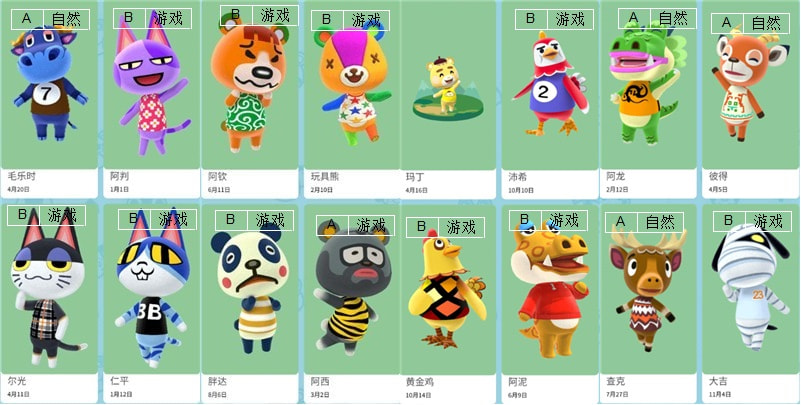 A 自然
B 游戏
B 游戏
B 游戏
B 游戏
A 自然
A 自然
7
2
毛乐时
阿判
阿钦
玩具熊
玛丁
沛希
阿龙
彼得
4月20日
1月1日
6月11日
2月10日
4月16日
10月10日
2月12日
4月5日
B 游戏
B 游戏
B 游戏
A 游戏
B 游戏
B 游戏
A 自然
B 游戏
3B
23
尔光
仁平
胖达
阿西
黄金鸡
阿泥
查克
大吉
4月11日
1月12日
8月6日
3月2日
10月14日
6月9日
7月27日
11月4日